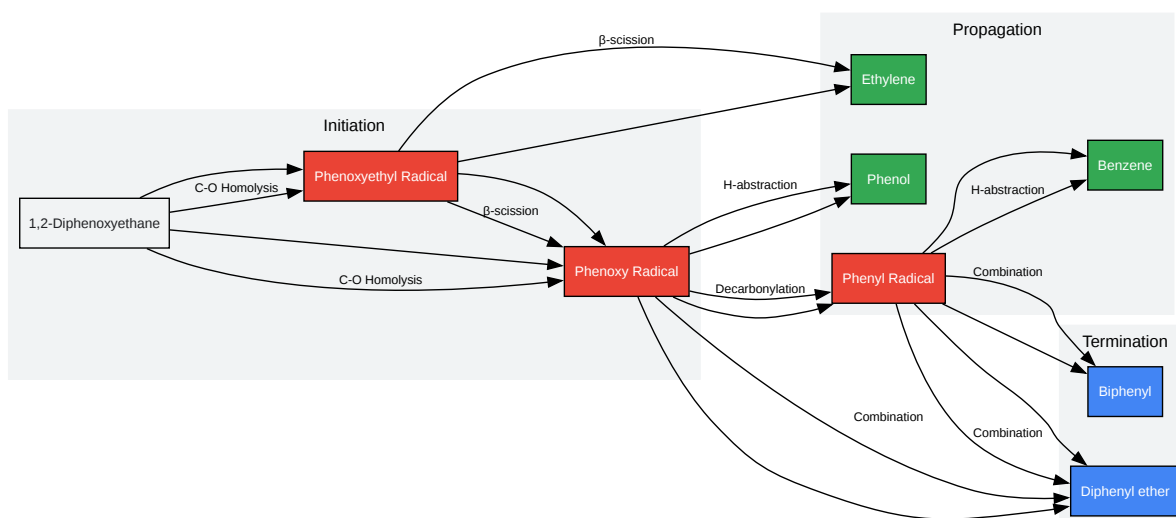 Propagation
β-scission
Ethylene
Initiation
Phenoxyethyl Radical
C-O Homolysis
H-abstraction
Phenol
Benzene
H-abstraction
1,2-Diphenoxyethane
β-scission
Phenoxy Radical
C-O Homolysis
Decarbonylation
Phenyl Radical
Combination
Termination
Biphenyl
Combination
Combination
Diphenyl ether